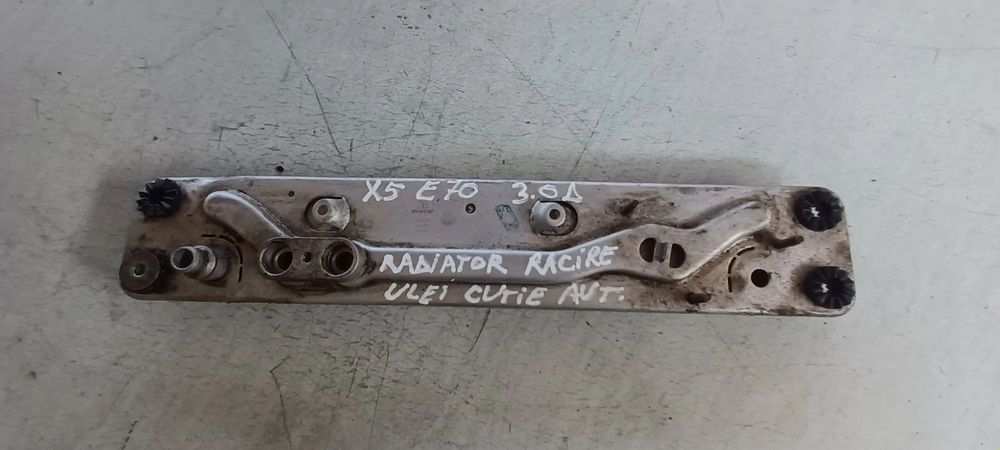 X5 E70 3.0d
RADiATOR RACiRE
ULEi CUTiE AUT.